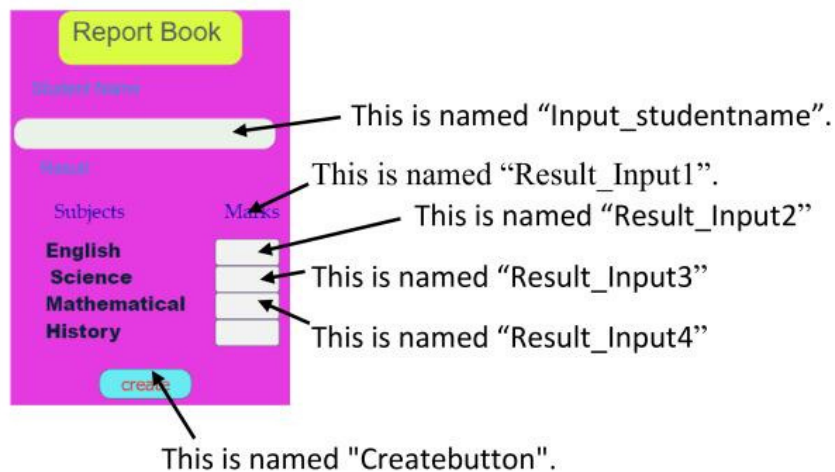 Report Book
Student Name
This is named “Input_studentname”.
Result
This is named “Result_Input1”.
Subjects Marks
This is named “Result_Input2”
English
Science
This is named “Result_Input3”
Mathematical
History
This is named “Result_Input4”
create
This is named "Createbutton".